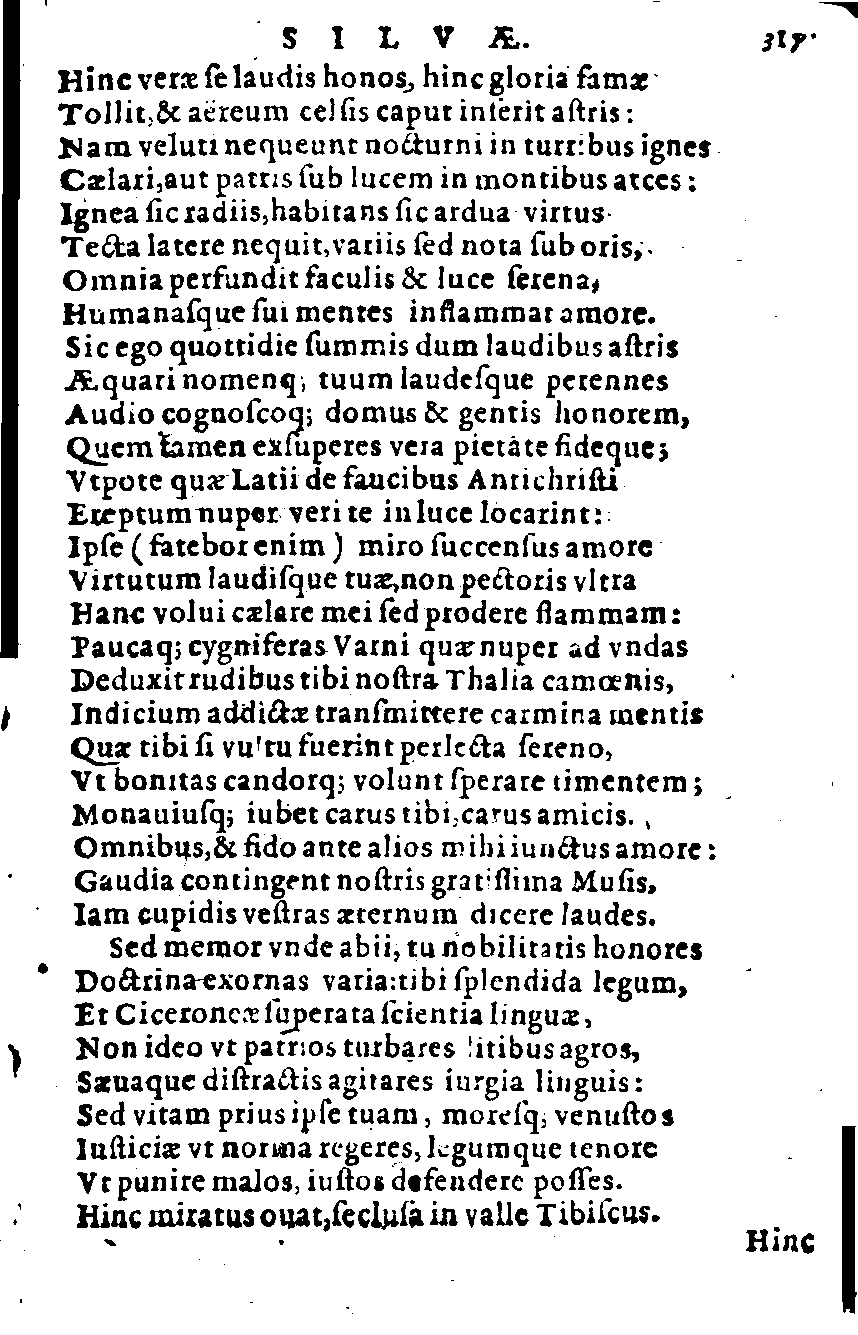 S I L V Æ. 317.
Hinc veræ ſe laudis honos, hinc gloria famæ
Tollit,& aëreum celſis caput inſerit aſtris:
Nam veluti nequeunt nocturni in turribus ignes
Cælari,aut patris ſub lucem in montibus arces:
Ignea ſic radiis,habitans ſic ardua virtus
Tecta latere nequit,variis ſed nota ſub oris,
Omnia perfundit faculis & luce ſerena,
Humanaſque ſui mentes inflammat amore.
Sic ego quottidie ſummis dum laudibus aſtris
Æquari nomenq; tuum laudeſque perennes
Audio cognoſcoq; domus & gentis honorem,
Quem tamen exſuperes vera pietate fideque;
Vtpote quæ Latii de faucibus Antichriſti
Ereptum nuper veri te in luce locarint:
Ipſe ( fatebor enim ) miro ſuccenſus amore
Virtutum laudiſque tuæ,non pectoris vltra
Hanc volui cælare mei ſed prodere flammam:
Paucaq; cygniferas Varni quæ nuper ad vndas
Deduxit rudibus tibi noſtra Thalia camœnis,
Indicium addictæ tranſmittere carmina mentis
Quæ tibi ſi vultu fuerint perlecta ſereno,
Vt bonitas candorq; volunt ſperare timentem;
Monauiuſq; iubet carus tibi,carus amicis.
Omnibus,& fido ante alios mihi iunctus amore:
Gaudia contingent noſtris gratiſſima Muſis,
Iam cupidis veſtras æternum dicere laudes.
Sed memor vnde abii, tu nobilitatis honores
Doctrina exornas varia:tibi ſplendida legum,
Et Ciceroneæ ſuperata ſcientia linguæ,
Non ideo vt patrios turbares litibus agros,
Sæuaque diſtractis agitares iurgia linguis:
Sed vitam prius ipſe tuam, moreſq; venuſtos
Iuſticiæ vt norma regeres, legumque tenore
Vt punire malos, iuſtos defendere poſſes.
Hinc miratus ouat,ſecluſa in valle Tibiſcus.
Hinc